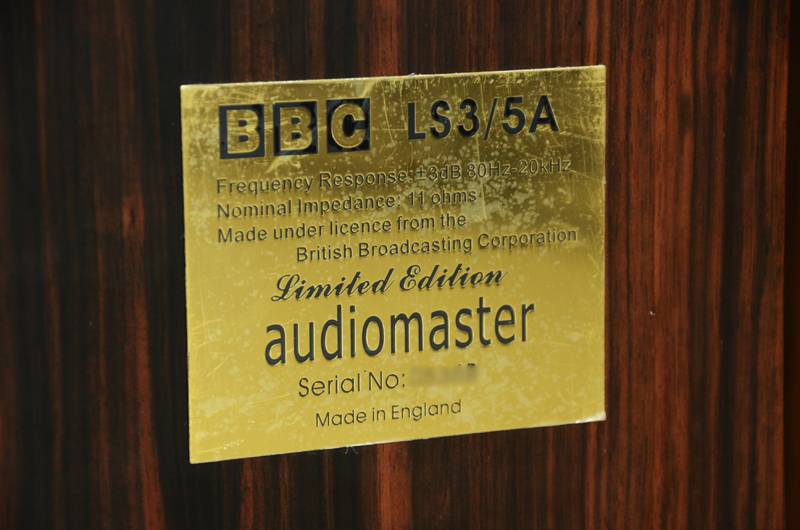 BBC LS3/5A
Frequency Response: ±3dB 80Hz-20kHz
Nominal Impedance: 11 ohms
Made under licence from the
British Broadcasting Corporation
Limited Edition
audiomaster
Serial No:
Made in England